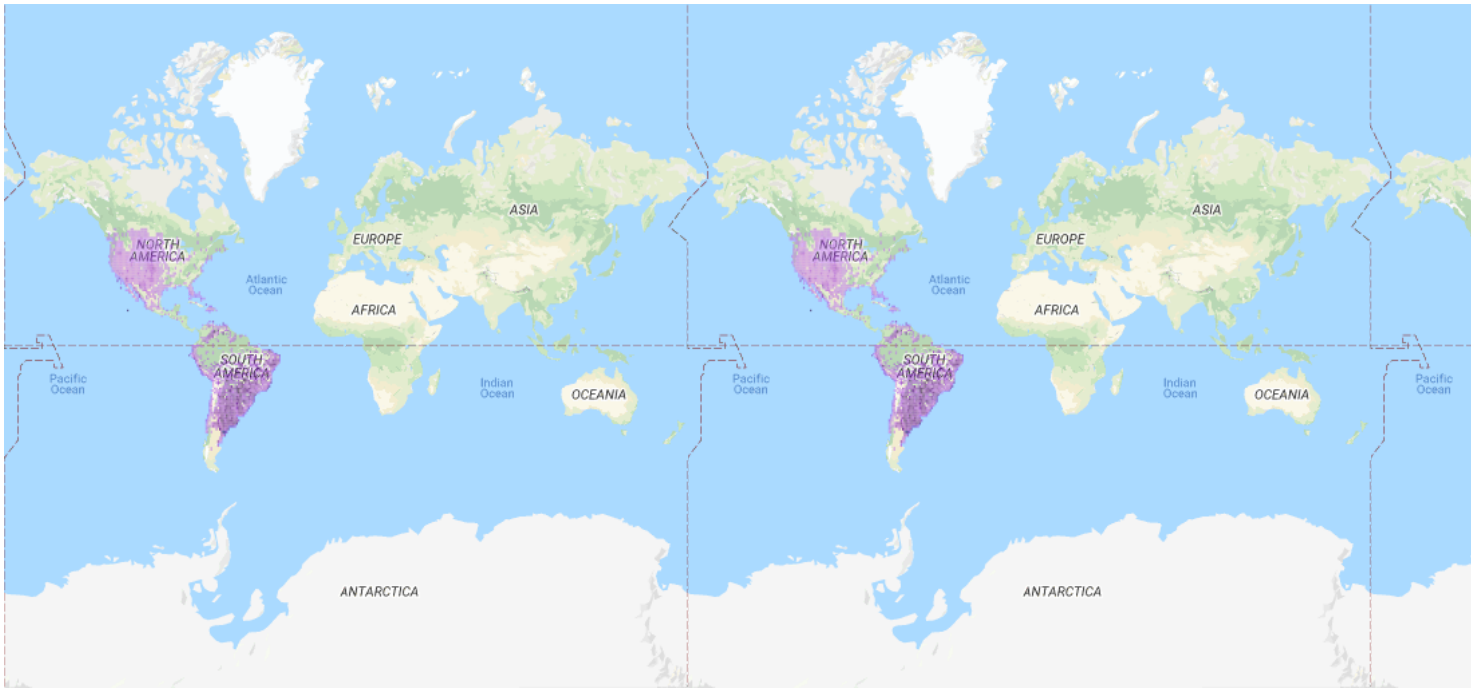 ASIA
ASIA
NORTH
AMERICA
EUROPE
NORTH
AMERICA
EUROPE
Atlantic
Ocean
AFRICA
Atlantic
Ocean
AFRICA
SOUTH
AMERICA
SOUTH
AMERICA
Pacific
Ocean
Indian
Ocean
OCEANIA
Pacific
Ocean
Indian
Ocean
OCEANIA
Pacific
Ocean
ANTARCTICA
ANTARCTICA